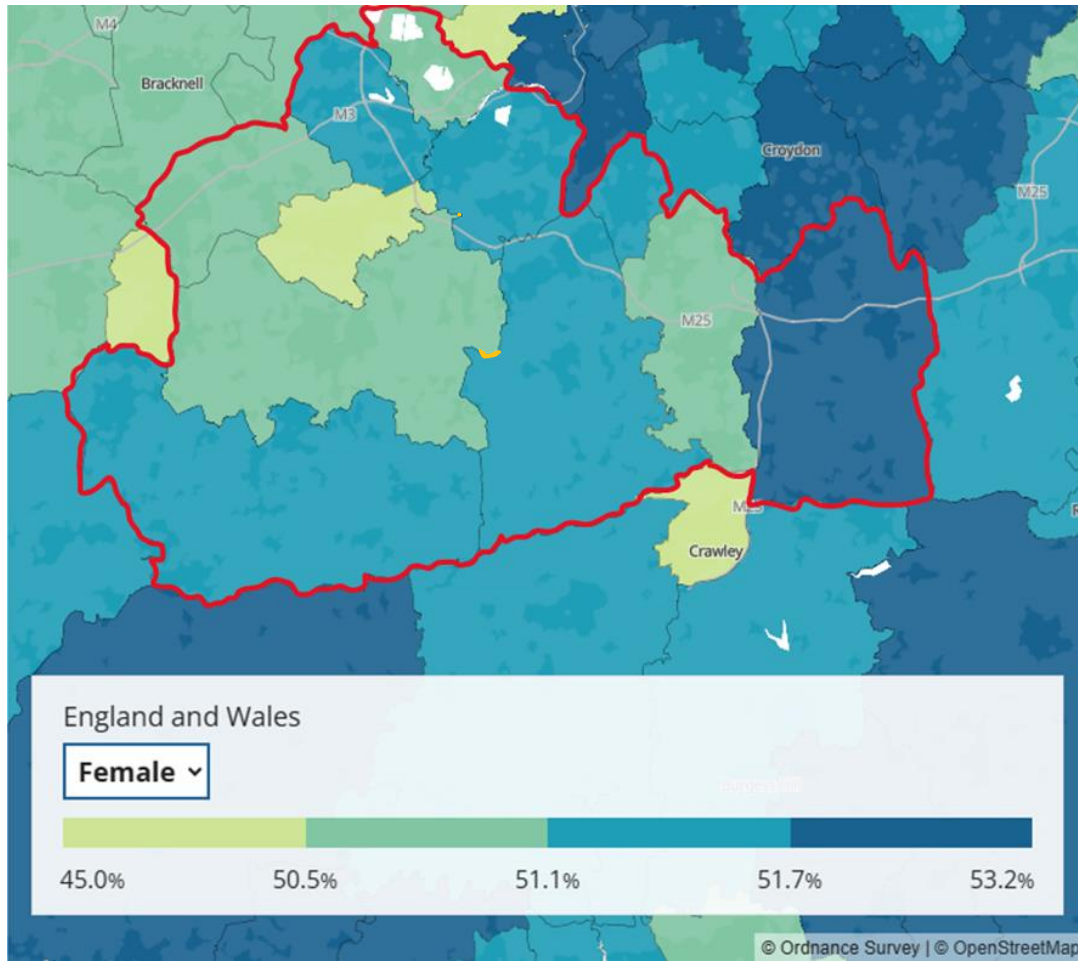 M4
Bracknell
M3
Croydon
M25
M25
M23
Crawley
England and Wales
Female
45.0% 50.5% 51.1% 51.7% 53.2%
© Ordnance Survey | © OpenStreetMap